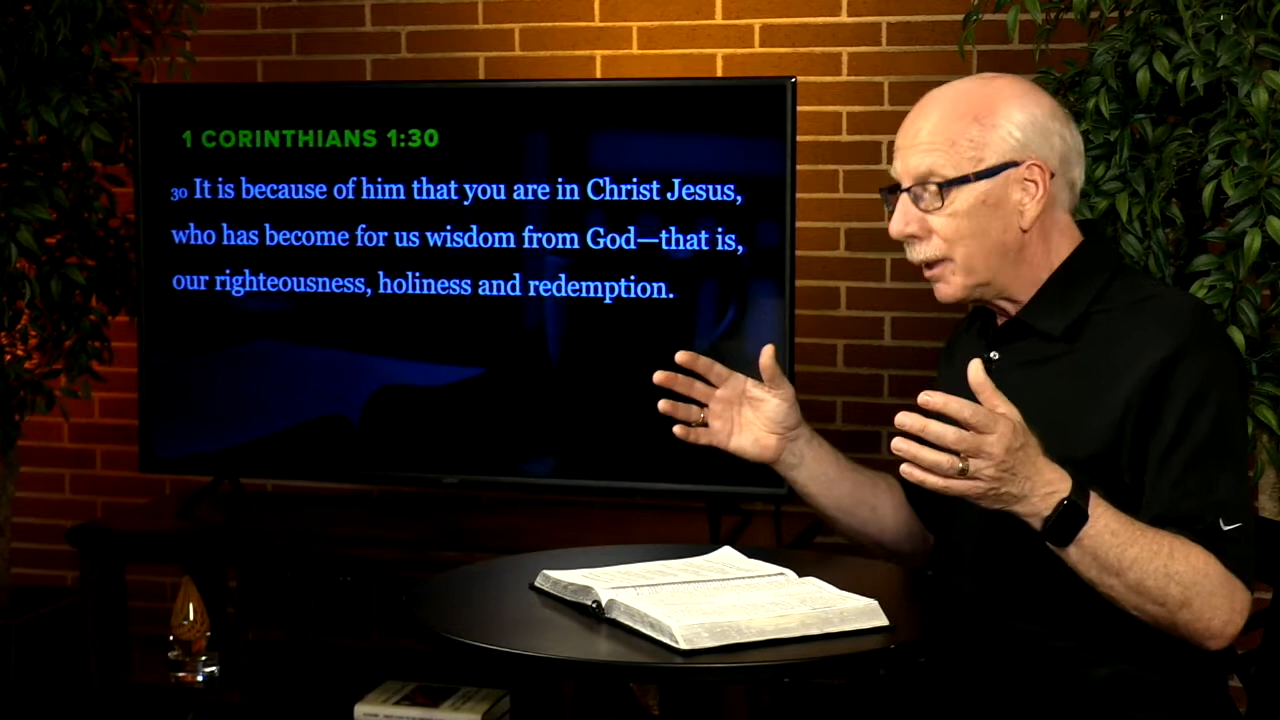 1 CORINTHIANS 1:30
30 It is because of him that you are in Christ Jesus,
who has become for us wisdom from God—that is,
our righteousness, holiness and redemption.